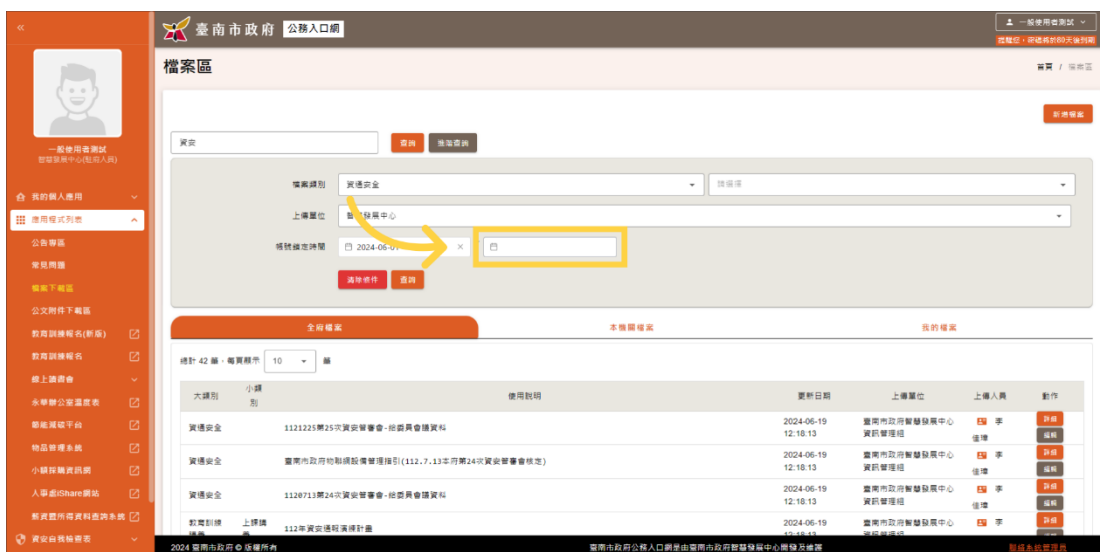 臺南市政府 公務入口網
一般使用者測試
提醒您，密碼將於80天後到期
檔案區
首頁 / 檔案區
新增檔案
資安
查詢
進階查詢
檔案類別
資通安全
請選擇
上傳單位
發展中心
帳號鎖定時間
2024-06-01
清除條件
查詢
全府檔案
本機關檔案
我的檔案
總計 42 筆，每頁顯示 10 筆
大類別 小類別 使用說明 更新日期 上傳單位 上傳人員 動作
資通安全 1121225第25次資安管審會-給委員會議資料 2024-06-19 12:18:13 臺南市政府智慧發展中心 資訊管理組 李佳璋 詳細 編輯
資通安全 臺南市政府物聯網設備管理指引(112.7.13本府第24次資安管審會核定) 2024-06-19 12:18:13 臺南市政府智慧發展中心 資訊管理組 李佳璋 詳細 編輯
資通安全 1120713第24次資安管審會-給委員會議資料 2024-06-19 12:18:13 臺南市政府智慧發展中心 資訊管理組 李佳璋 詳細 編輯
教育訓練 上課講 112年資安通報演練計畫 2024-06-19 臺南市政府智慧發展中心 李 詳細
一般使用者測試
智慧發展中心(駐府人員)
我的個人應用
應用程式列表
公告專區
常見問題
檔案下載區
公文附件下載區
教育訓練報名(新版)
教育訓練報名
線上讀書會
永華辦公室溫度表
節能減碳平台
物品管理系統
小額採購資訊網
人事處iShare網站
薪資暨所得資料查詢系統
資安自我檢查表
2024 臺南市政府 © 版權所有
臺南市政府公務入口網是由臺南市政府智慧發展中心開發及維護
聯絡系統管理員